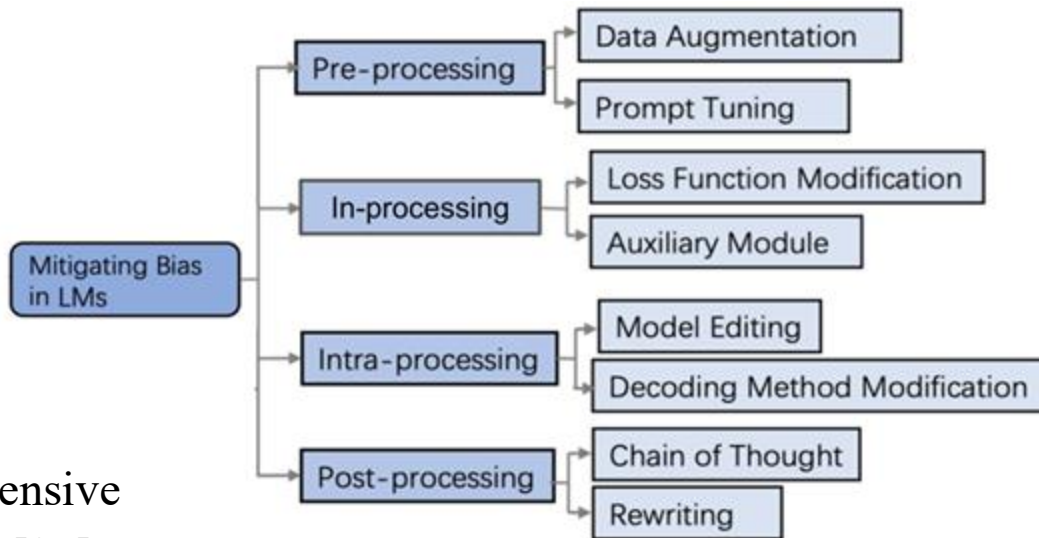 Data Augmentation
Pre-processing
Prompt Tuning
Loss Function Modification
In-processing
Auxiliary Module
Mitigating Bias
in LMs
Model Editing
Intra-processing
Decoding Method Modification
Chain of Thought
Post-processing
ensive
Rewriting